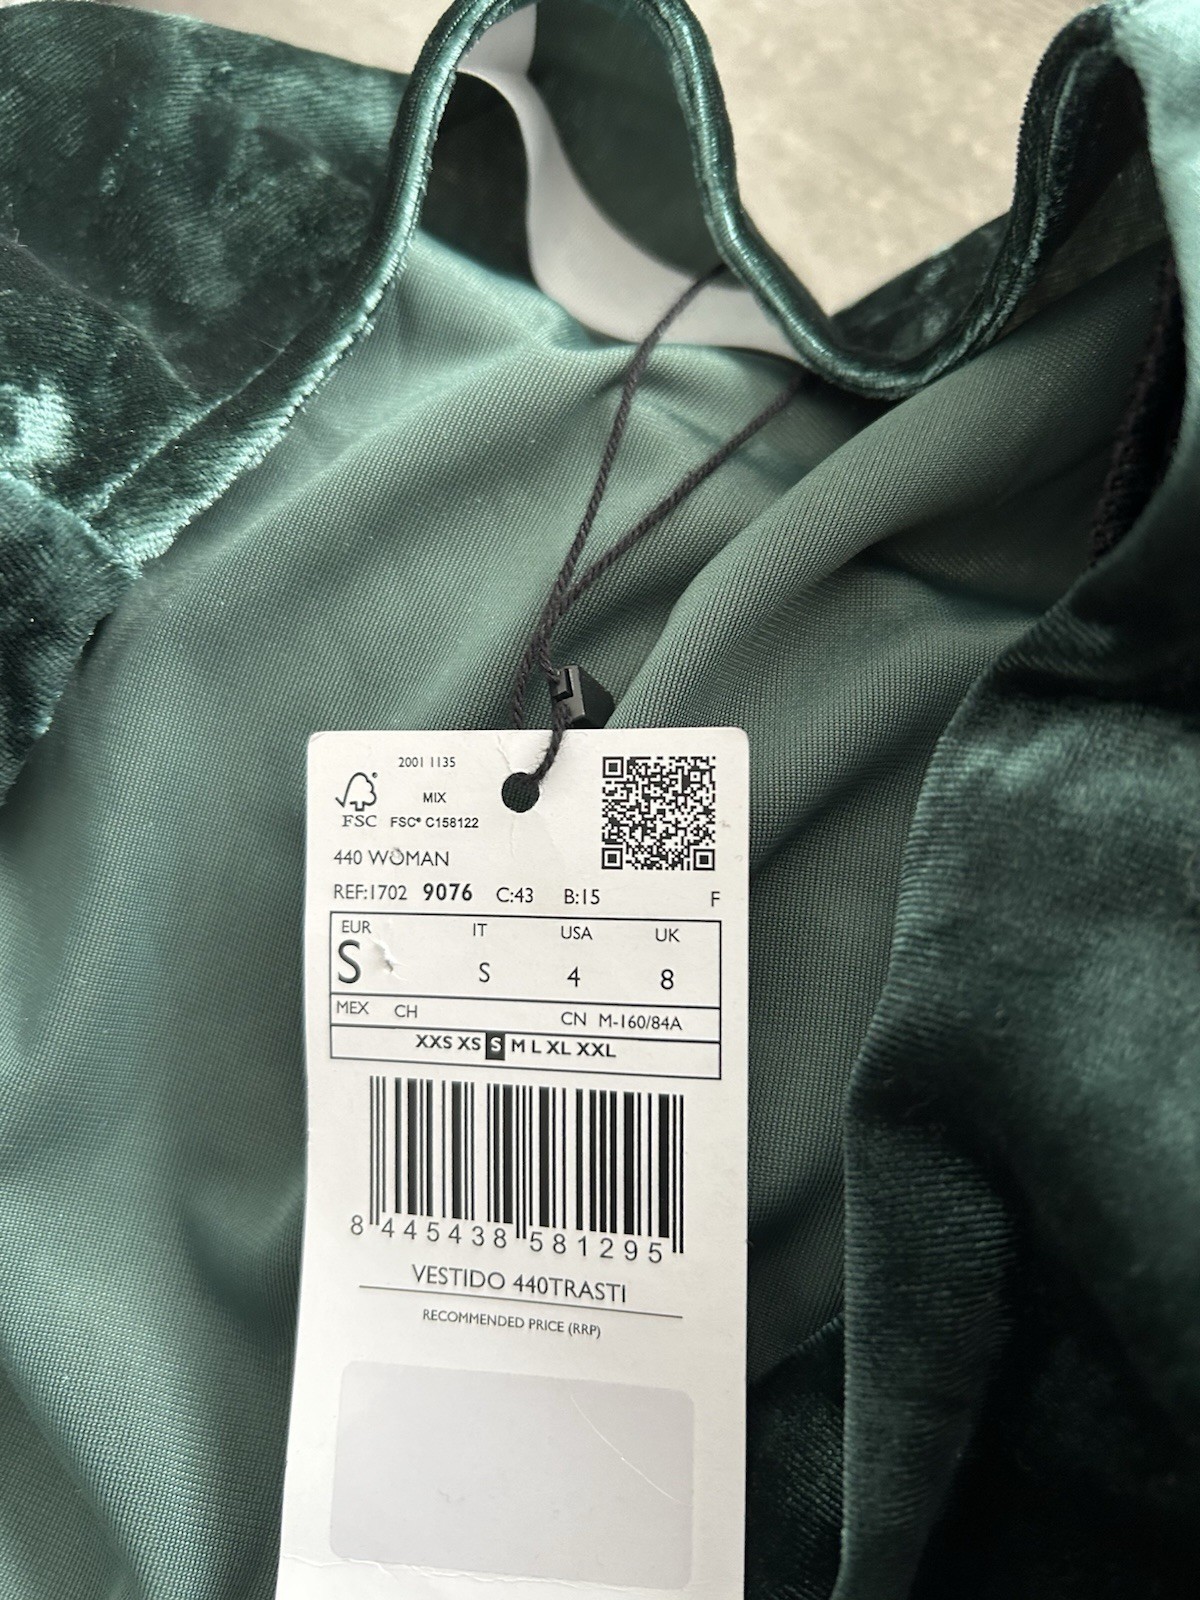 2001 1135
MIX
FSC FSC® C158122
440 WOMAN
REF:1702 9076 C:43 B:15 F
EUR IT USA UK
S S 4 8
MEX CH CN M-160/84A
XXS XS S M L XL XXL
8 445438 581295
VESTIDO 440TRASTI
RECOMMENDED PRICE (RRP)